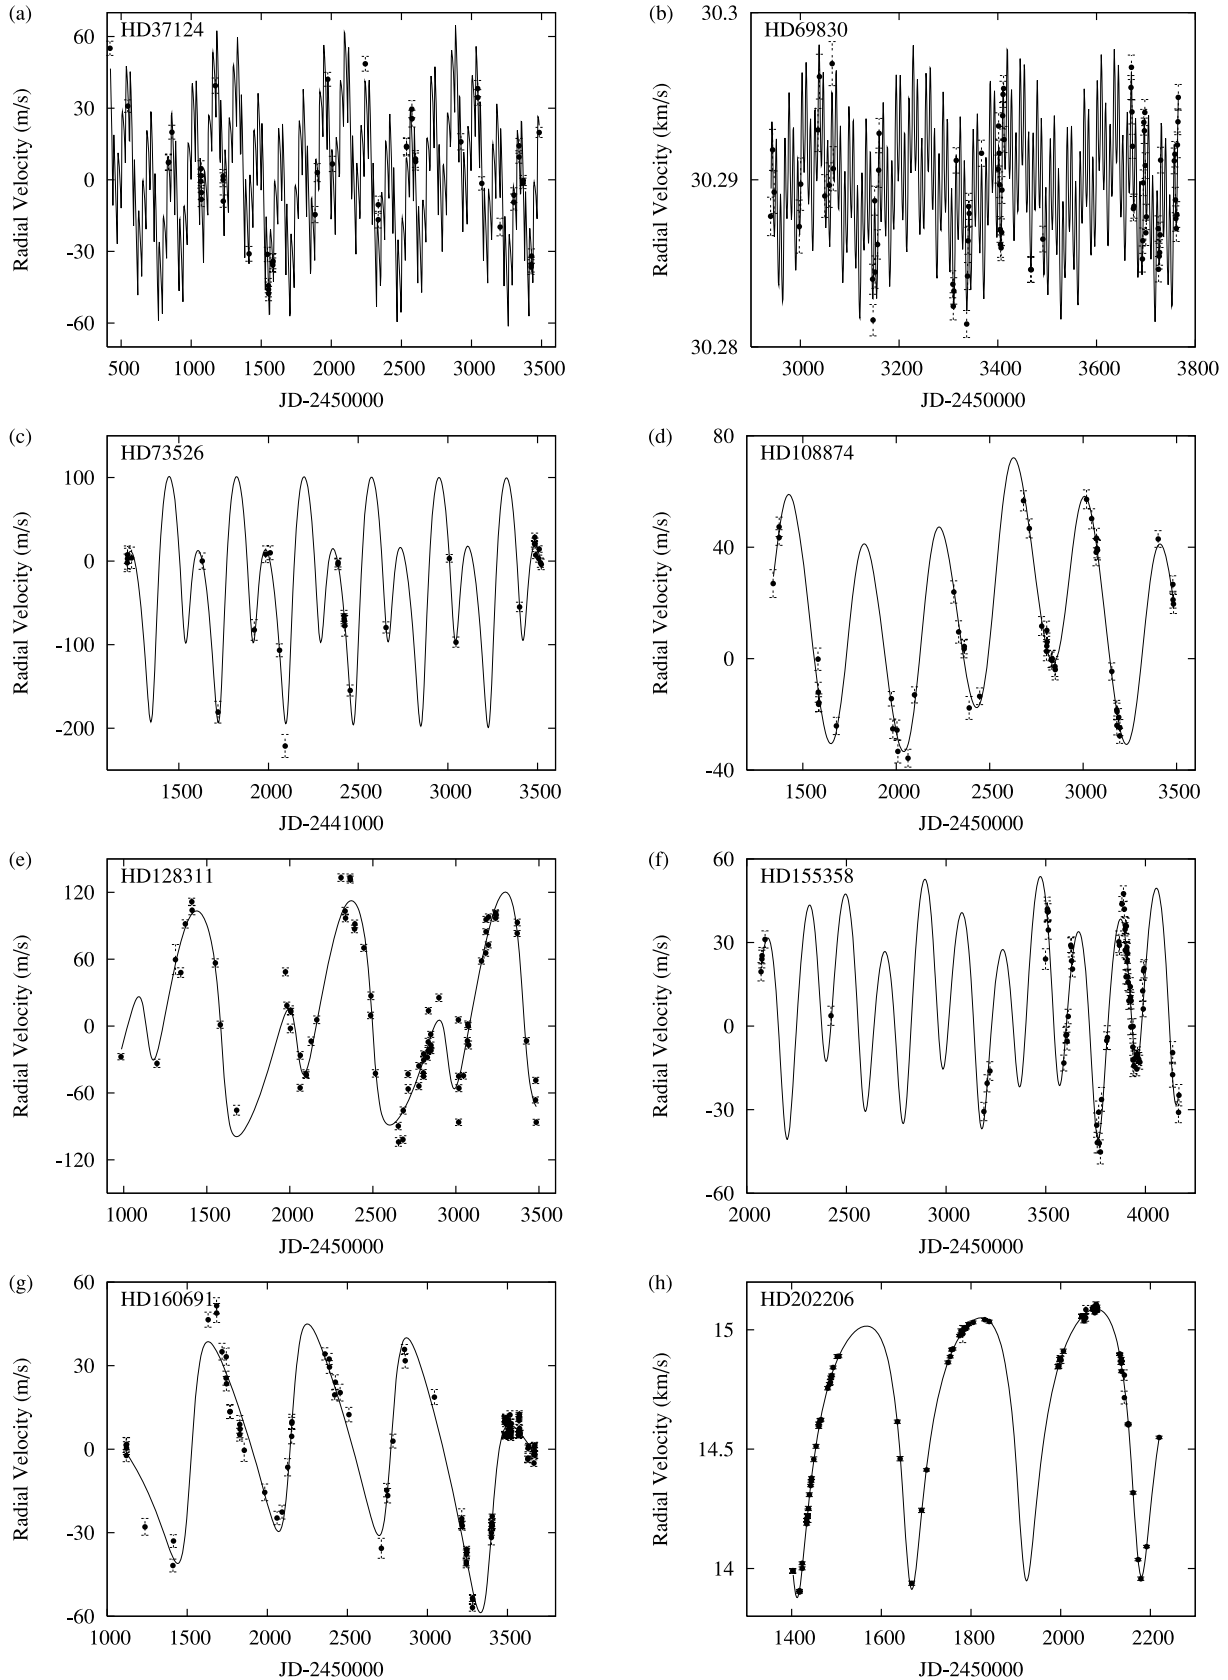 (a)
HD37124
60
30
0
-30
-60
Radial Velocity (m/s)
500 1000 1500 2000 2500 3000 3500
JD-2450000
(b)
HD69830
30.3
30.29
30.28
Radial Velocity (km/s)
3000 3200 3400 3600 3800
JD-2450000
(c)
HD73526
100
0
-100
-200
Radial Velocity (m/s)
1500 2000 2500 3000 3500
JD-2441000
(d)
HD108874
80
40
0
-40
Radial Velocity (m/s)
1500 2000 2500 3000 3500
JD-2450000
(e)
HD128311
120
60
0
-60
-120
Radial Velocity (m/s)
1000 1500 2000 2500 3000 3500
JD-2450000
(f)
HD155358
60
30
0
-30
-60
Radial Velocity (m/s)
2000 2500 3000 3500 4000
JD-2450000
(g)
HD160691
60
30
0
-30
-60
Radial Velocity (m/s)
1000 1500 2000 2500 3000 3500
JD-2450000
(h)
HD202206
15
14.5
14
Radial Velocity (km/s)
1400 1600 1800 2000 2200
JD-2450000